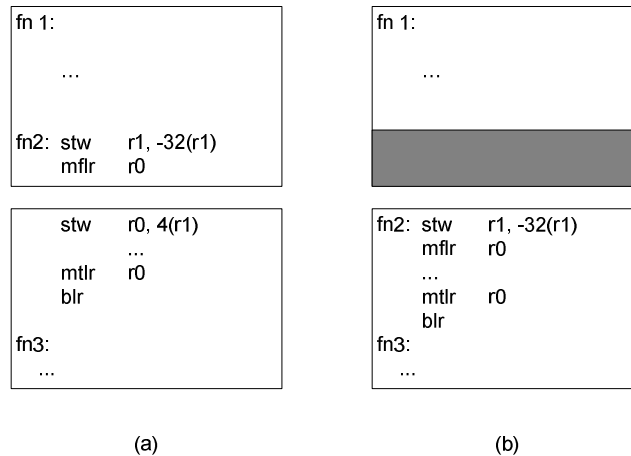 fn 1:
...
fn2: stw r1, -32(r1)
mflr r0
stw r0, 4(r1)
...
mtlr r0
blr
fn3:
...
(a)
fn 1:
...
fn2: stw r1, -32(r1)
mflr r0
...
mtlr r0
blr
fn3:
...
(b)